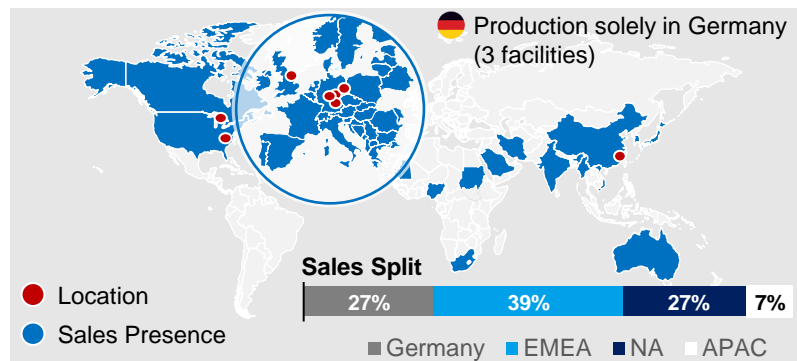 Production solely in Germany
(3 facilities)
Sales Split
27% 39% 27% 7%
Location
Sales Presence
Germany EMEA NA APAC